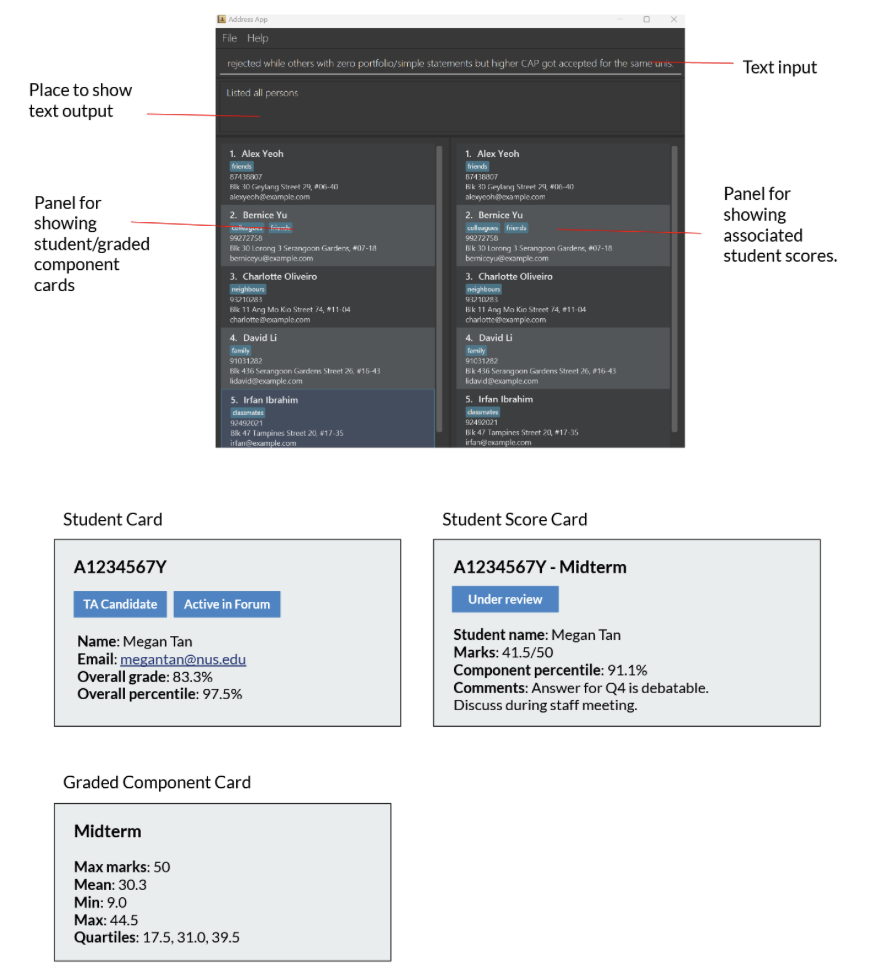 Address App
File Help
rejected while others with zero portfolio/simple statements but higher CAP got accepted for the same unis.
Text input
Place to show
text output
Listed all persons
Panel for
showing
student/graded
component
cards
1. Alex Yeoh
friends
87438807
Blk 30 Geylang Street 29, #06-40
alexyeoh@example.com
2. Bernice Yu
colleagues friends
99272758
Blk 30 Lorong 3 Serangoon Gardens, #07-18
berniceyu@example.com
3. Charlotte Oliveiro
neighbours
93210283
Blk 11 Ang Mo Kio Street 74, #11-04
charlotte@example.com
4. David Li
family
91031282
Blk 436 Serangoon Gardens Street 26, #16-43
lidavid@example.com
5. Irfan Ibrahim
classmates
92492021
Blk 47 Tampines Street 20, #17-35
irfan@example.com
1. Alex Yeoh
friends
87438807
Blk 30 Geylang Street 29, #06-40
alexyeoh@example.com
2. Bernice Yu
colleagues friends
99272758
Blk 30 Lorong 3 Serangoon Gardens, #07-18
berniceyu@example.com
3. Charlotte Oliveiro
neighbours
93210283
Blk 11 Ang Mo Kio Street 74, #11-04
charlotte@example.com
4. David Li
family
91031282
Blk 436 Serangoon Gardens Street 26, #16-43
lidavid@example.com
5. Irfan Ibrahim
classmates
92492021
Blk 47 Tampines Street 20, #17-35
irfan@example.com
Panel for
showing
associated
student scores.
Student Card
A1234567Y
TA Candidate Active in Forum
Name: Megan Tan
Email: megantan@nus.edu
Overall grade: 83.3%
Overall percentile: 97.5%
Student Score Card
A1234567Y - Midterm
Under review
Student name: Megan Tan
Marks: 41.5/50
Component percentile: 91.1%
Comments: Answer for Q4 is debatable.
Discuss during staff meeting.
Graded Component Card
Midterm
Max marks: 50
Mean: 30.3
Min: 9.0
Max: 44.5
Quartiles: 17.5, 31.0, 39.5